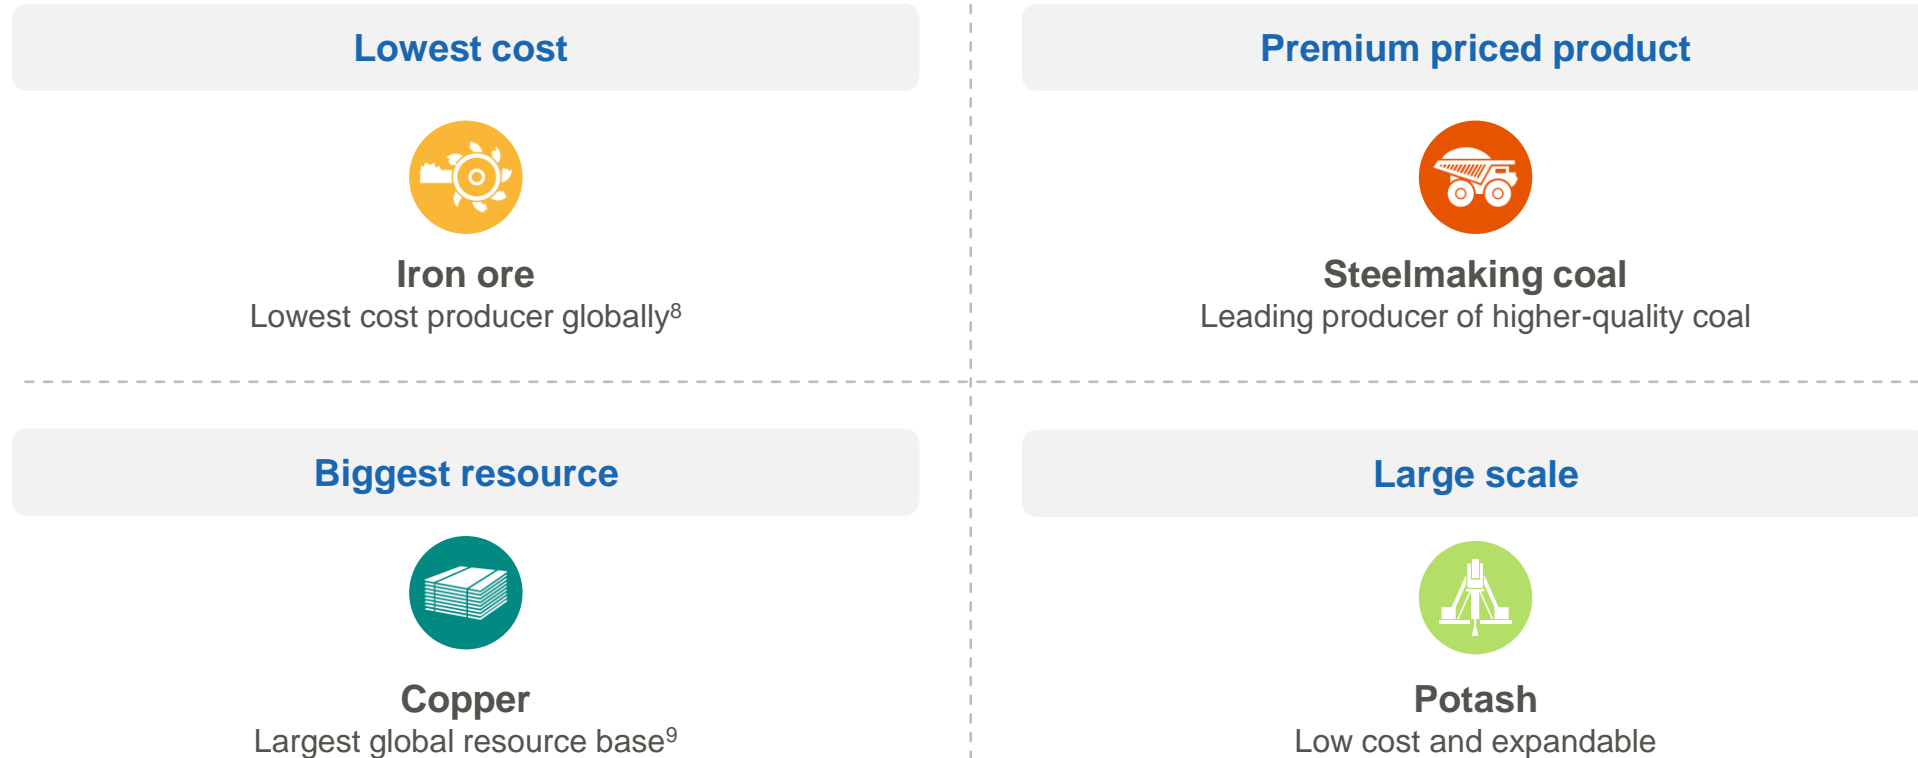 Lowest cost
Iron ore
Lowest cost producer globally⁸
Premium priced product
Steelmaking coal
Leading producer of higher-quality coal
Biggest resource
Copper
Largest global resource base⁹
Large scale
Potash
Low cost and expandable